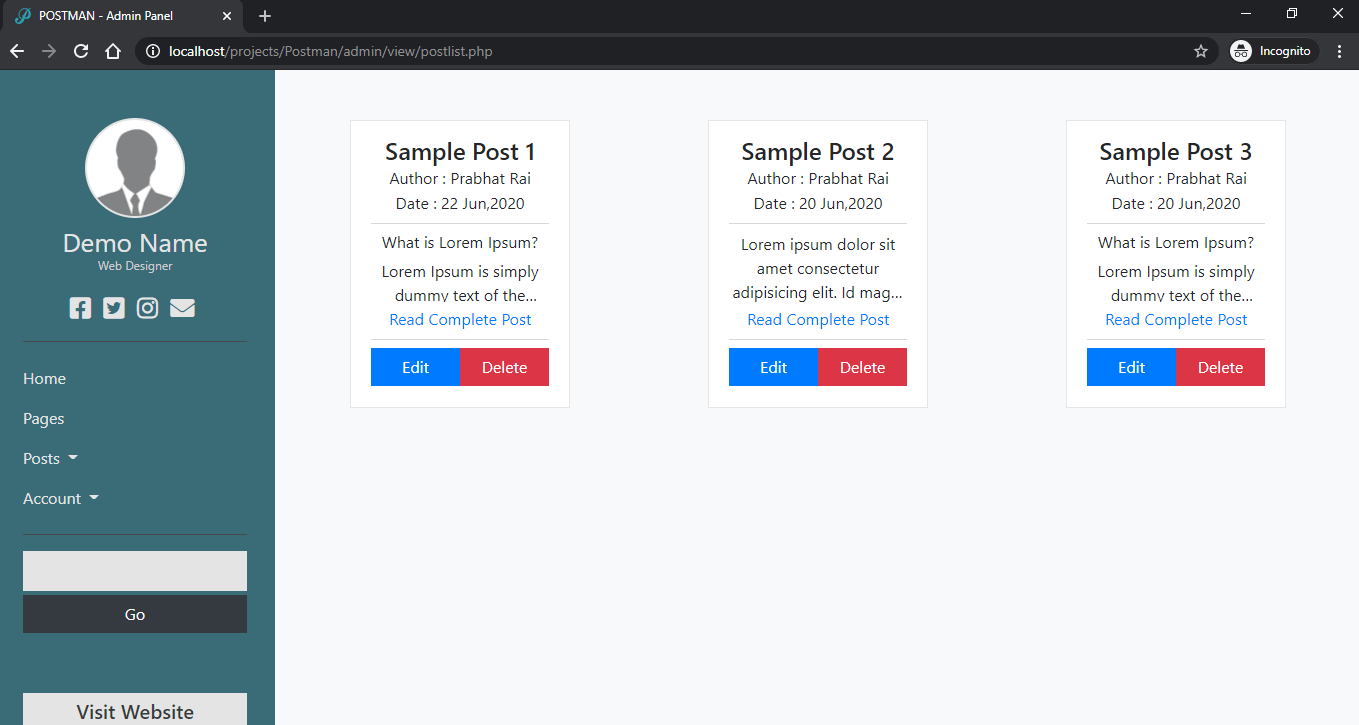 POSTMAN - Admin Panel
localhost/projects/Postman/admin/view/postlist.php
Incognito
Demo Name
Web Designer
Home
Pages
Posts
Account
Go
Visit Website
Sample Post 1
Author : Prabhat Rai
Date : 22 Jun,2020
What is Lorem Ipsum?
Lorem Ipsum is simply
dummy text of the...
Read Complete Post
Edit Delete
Sample Post 2
Author : Prabhat Rai
Date : 20 Jun,2020
Lorem ipsum dolor sit
amet consectetur
adipisicing elit. Id mag...
Read Complete Post
Edit Delete
Sample Post 3
Author : Prabhat Rai
Date : 20 Jun,2020
What is Lorem Ipsum?
Lorem Ipsum is simply
dummy text of the...
Read Complete Post
Edit Delete